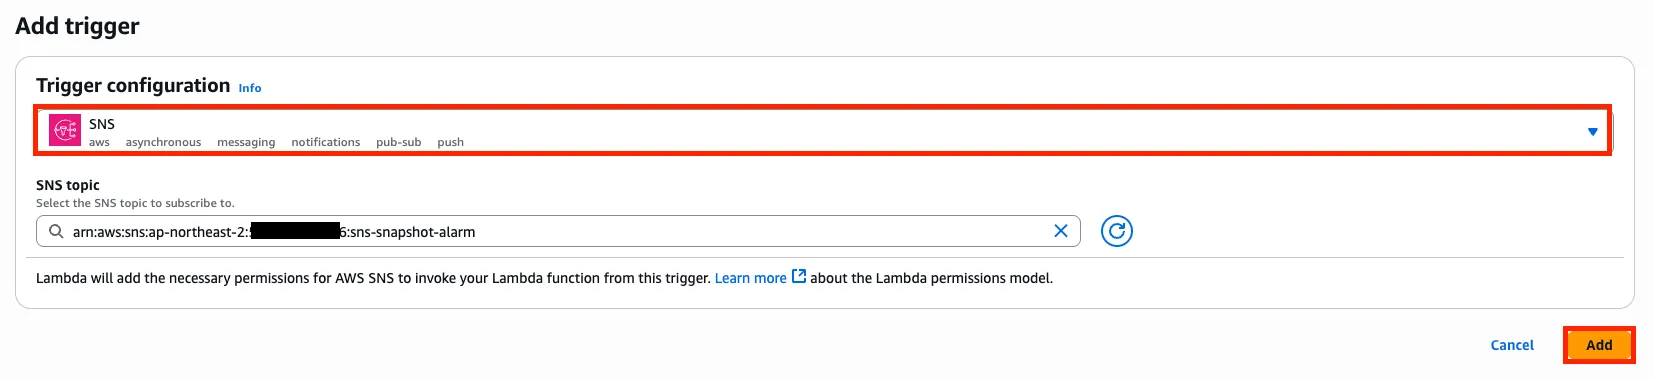 Add trigger
Trigger configuration Info
SNS
aws asynchronous messaging notifications pub-sub push
SNS topic
Select the SNS topic to subscribe to.
arn:aws:sns:ap-northeast-2: 6:sns-snapshot-alarm
Lambda will add the necessary permissions for AWS SNS to invoke your Lambda function from this trigger. Learn more about the Lambda permissions model.
Cancel Add